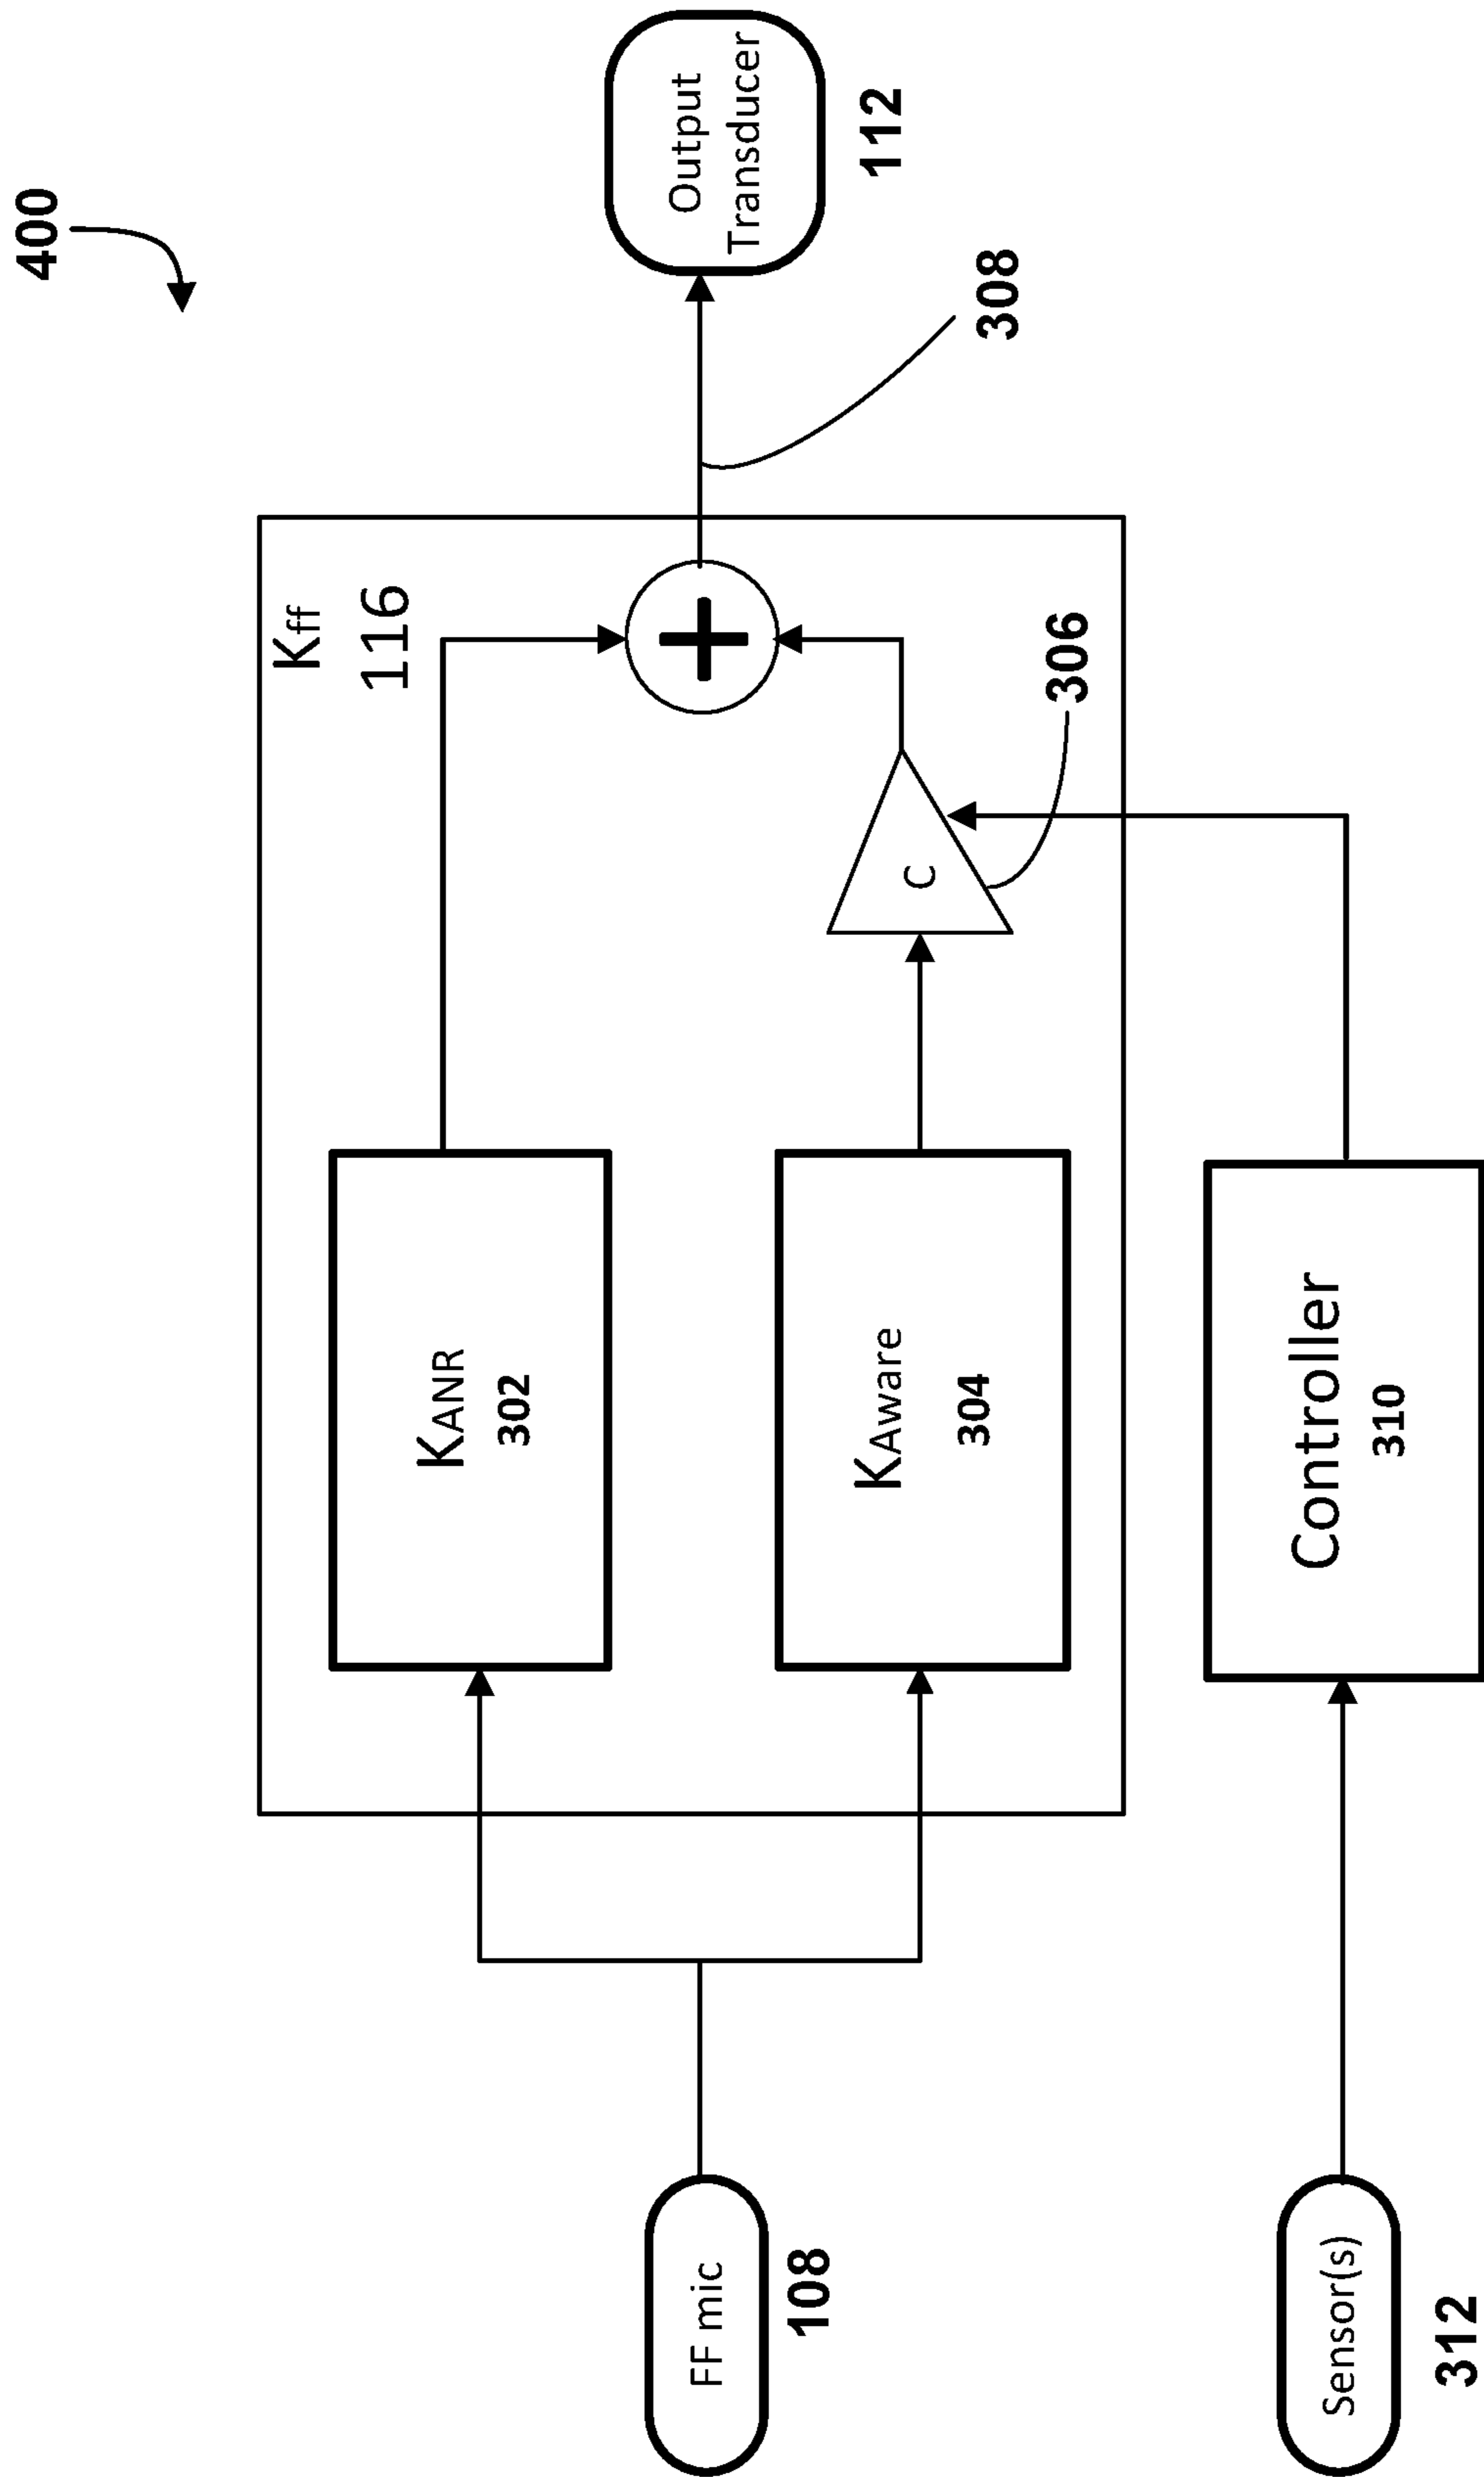 400
Kff
116
KANR
302
Output
Transducer
112
308
FF mic
108
KAware
304
C
306
Controller
310
Sensor(s)
312